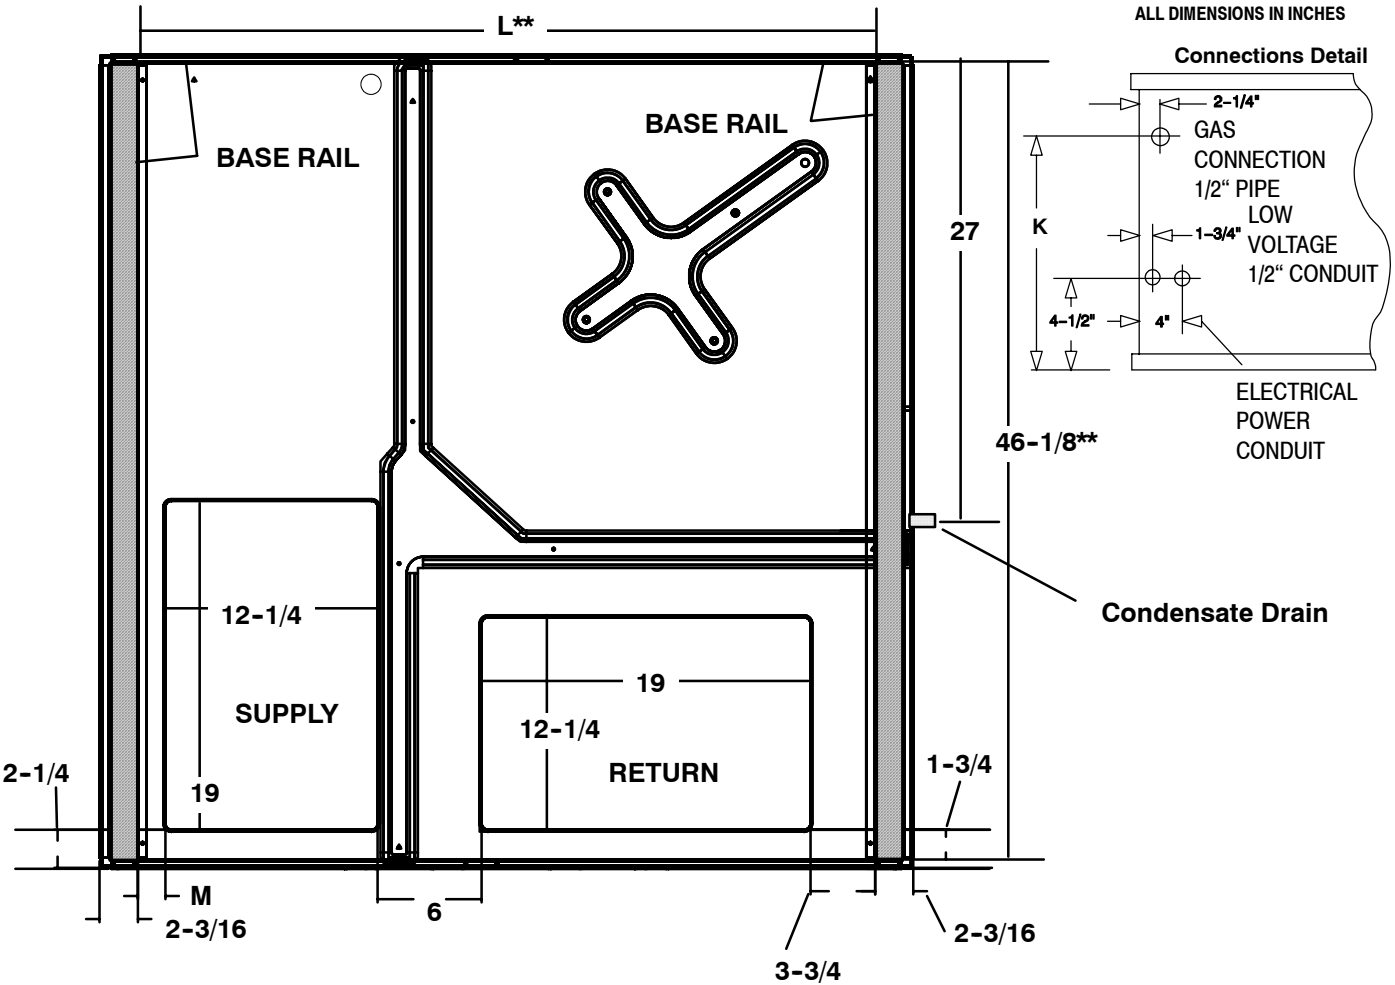 ALL DIMENSIONS IN INCHES
L**
Connections Detail
2-1/4"
BASE RAIL
BASE RAIL
GAS
CONNECTION
1/2“ PIPE
LOW
VOLTAGE
1/2“ CONDUIT
K
1-3/4"
27
4-1/2"
4"
ELECTRICAL
POWER
CONDUIT
46-1/8**
Condensate Drain
12-1/4
SUPPLY
19
19
12-1/4
RETURN
2-1/4
1-3/4
M
2-3/16
6
3-3/4
2-3/16